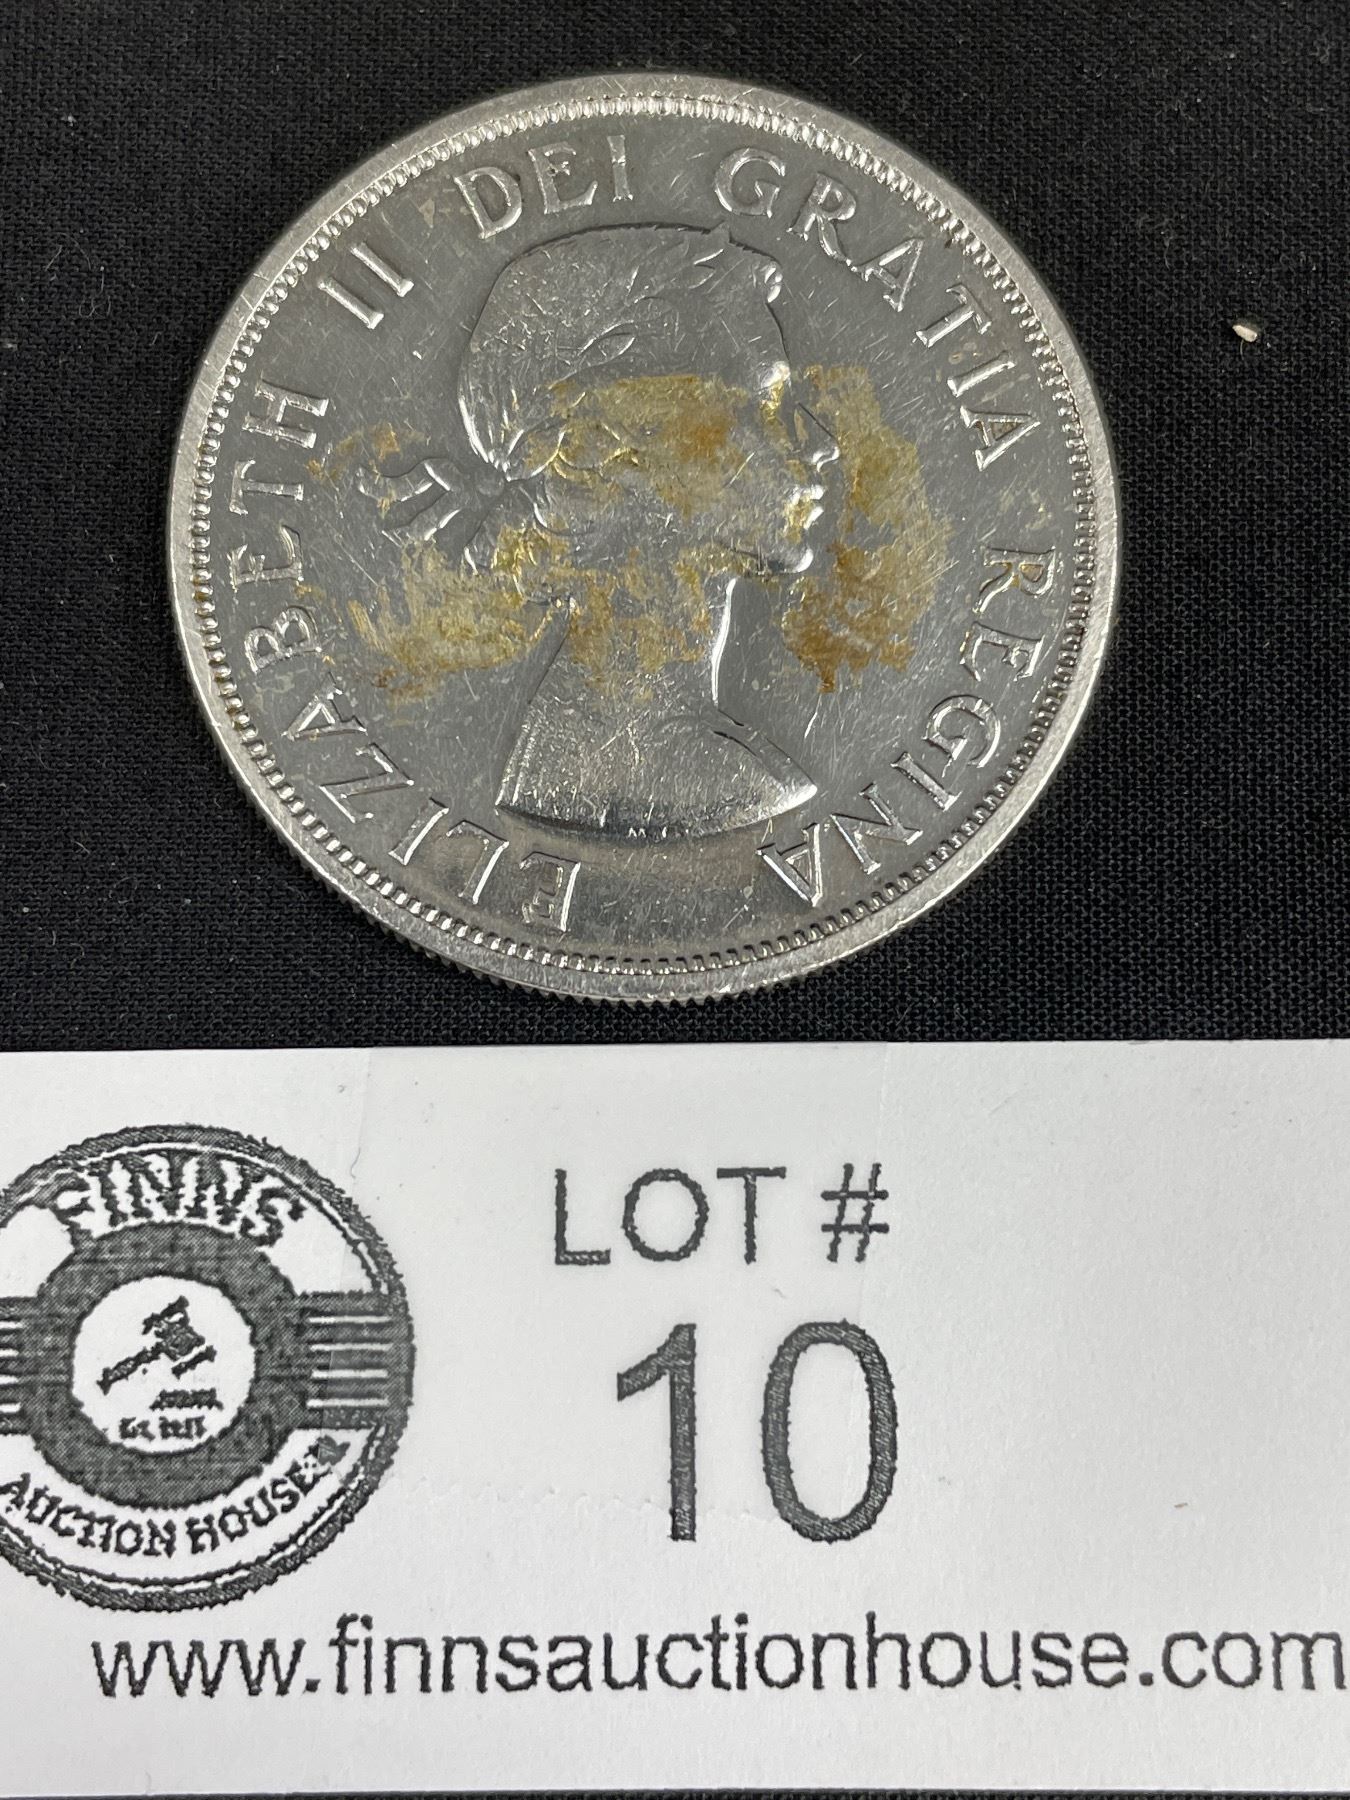 ELIZABETH II DEI GRATIA REGINA
FINNS
AUCTION HOUSE
LOT #
10
www.finnsauctionhouse.com